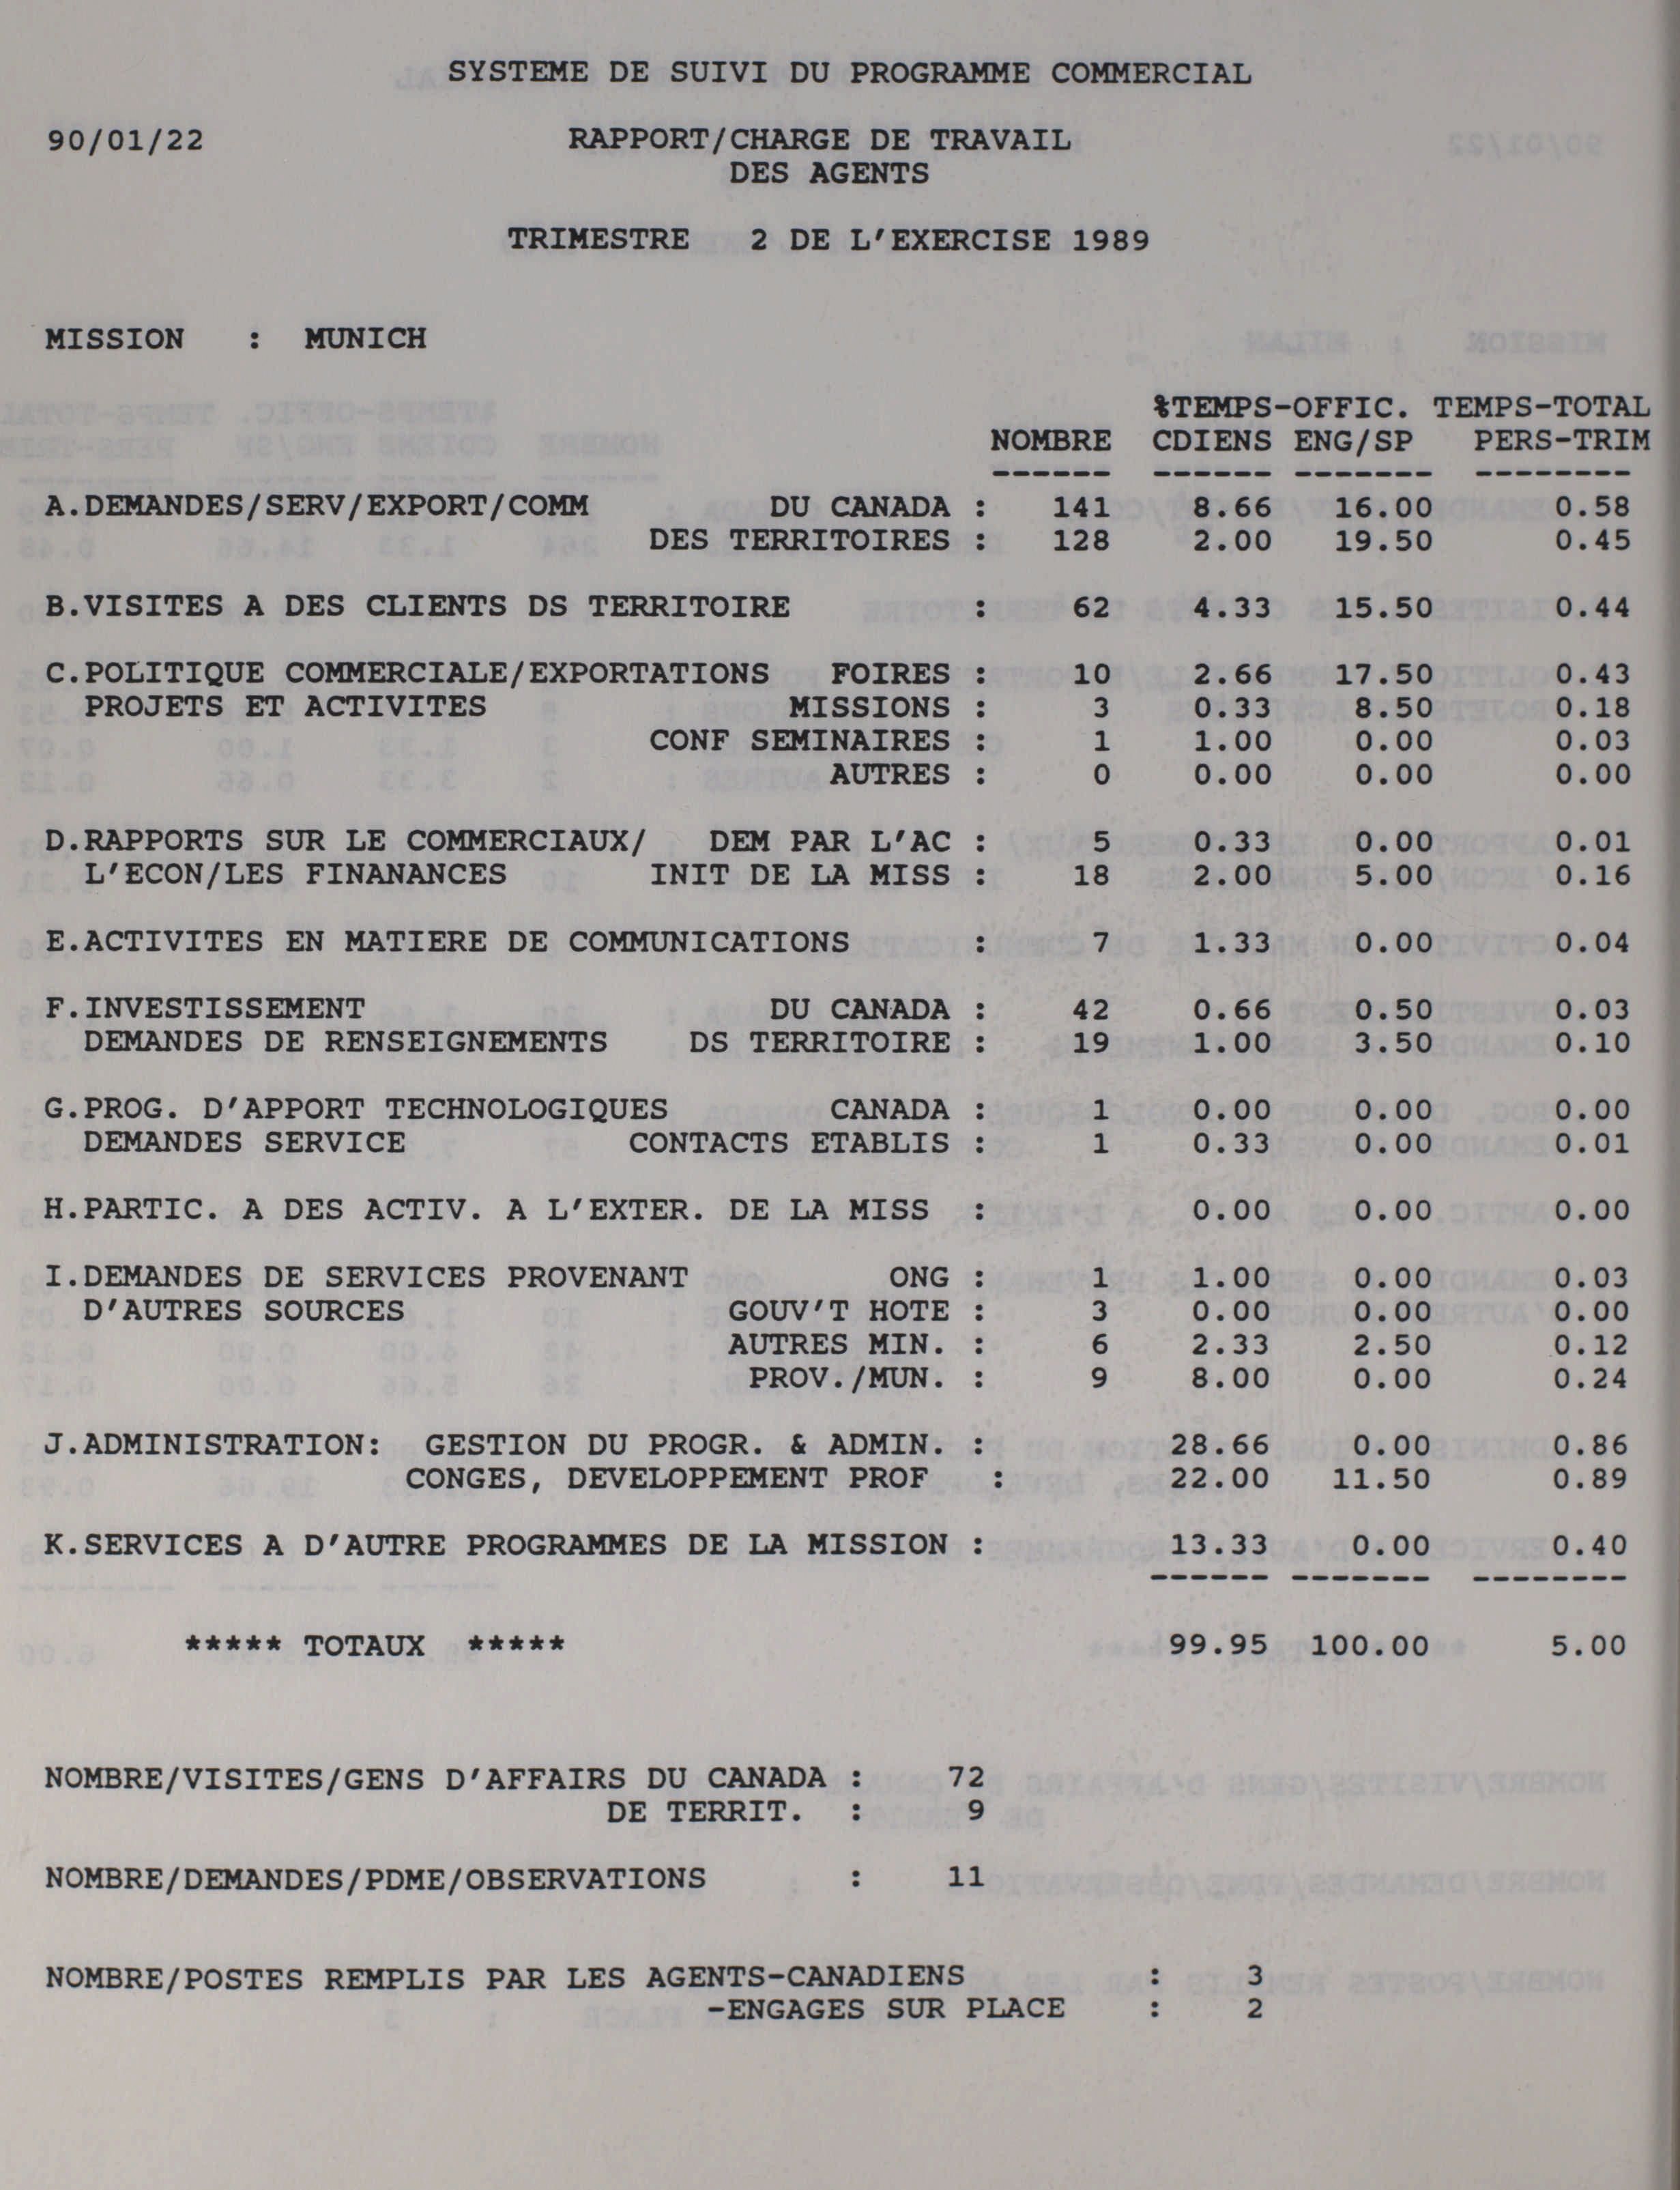 SYSTEME DE SUIVI DU PROGRAMME COMMERCIAL
90/01/22 RAPPORT/CHARGE DE TRAVAIL
DES AGENTS
TRIMESTRE 2 DE L'EXERCISE 1989
MISSION : MUNICH
%TEMPS-OFFIC. TEMPS-TOTAL
NOMBRE CDIENS ENG/SP PERS-TRIM
------ ------ ------- --------
A.DEMANDES/SERV/EXPORT/COMM DU CANADA : 141 8.66 16.00 0.58
DES TERRITOIRES : 128 2.00 19.50 0.45
B.VISITES A DES CLIENTS DS TERRITOIRE : 62 4.33 15.50 0.44
C.POLITIQUE COMMERCIALE/EXPORTATIONS FOIRES : 10 2.66 17.50 0.43
PROJETS ET ACTIVITES MISSIONS : 3 0.33 8.50 0.18
CONF SEMINAIRES : 1 1.00 0.00 0.03
AUTRES : 0 0.00 0.00 0.00
D.RAPPORTS SUR LE COMMERCIAUX/ DEM PAR L'AC : 5 0.33 0.00 0.01
L'ECON/LES FINANANCES INIT DE LA MISS : 18 2.00 5.00 0.16
E.ACTIVITES EN MATIERE DE COMMUNICATIONS : 7 1.33 0.00 0.04
F.INVESTISSEMENT DU CANADA : 42 0.66 0.50 0.03
DEMANDES DE RENSEIGNEMENTS DS TERRITOIRE : 19 1.00 3.50 0.10
G.PROG. D'APPORT TECHNOLOGIQUES CANADA : 1 0.00 0.00 0.00
DEMANDES SERVICE CONTACTS ETABLIS : 1 0.33 0.00 0.01
H.PARTIC. A DES ACTIV. A L'EXTER. DE LA MISS : 0.00 0.00 0.00
I.DEMANDES DE SERVICES PROVENANT ONG : 1 1.00 0.00 0.03
D'AUTRES SOURCES GOUV'T HOTE : 3 0.00 0.00 0.00
AUTRES MIN. : 6 2.33 2.50 0.12
PROV./MUN. : 9 8.00 0.00 0.24
J.ADMINISTRATION: GESTION DU PROGR. & ADMIN. : 28.66 0.00 0.86
CONGES, DEVELOPPEMENT PROF : 22.00 11.50 0.89
K.SERVICES A D'AUTRE PROGRAMMES DE LA MISSION : 13.33 0.00 0.40
------ ------- --------
***** TOTAUX ***** 99.95 100.00 5.00
NOMBRE/VISITES/GENS D'AFFAIRS DU CANADA : 72
DE TERRIT. : 9
NOMBRE/DEMANDES/PDME/OBSERVATIONS : 11
NOMBRE/POSTES REMPLIS PAR LES AGENTS-CANADIENS : 3
-ENGAGES SUR PLACE : 2